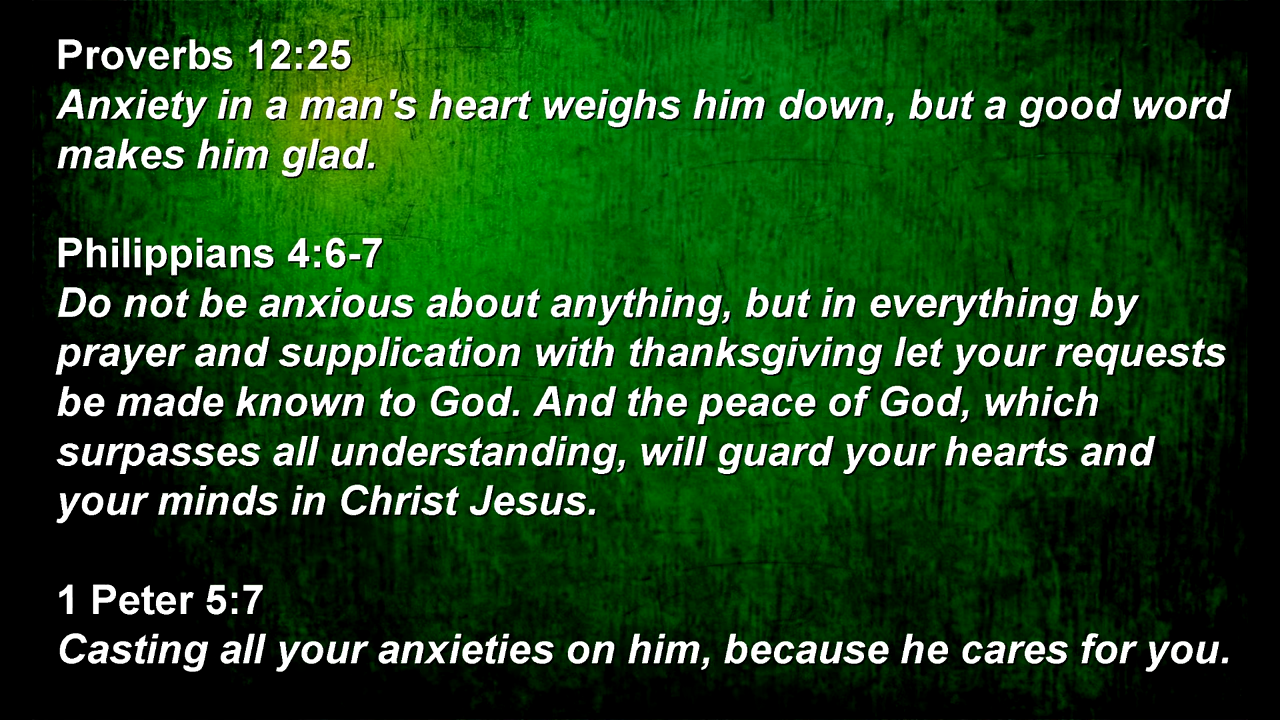 Proverbs 12:25
Anxiety in a man's heart weighs him down, but a good word
makes him glad.
Philippians 4:6-7
Do not be anxious about anything, but in everything by
prayer and supplication with thanksgiving let your requests
be made known to God. And the peace of God, which
surpasses all understanding, will guard your hearts and
your minds in Christ Jesus.
1 Peter 5:7
Casting all your anxieties on him, because he cares for you.